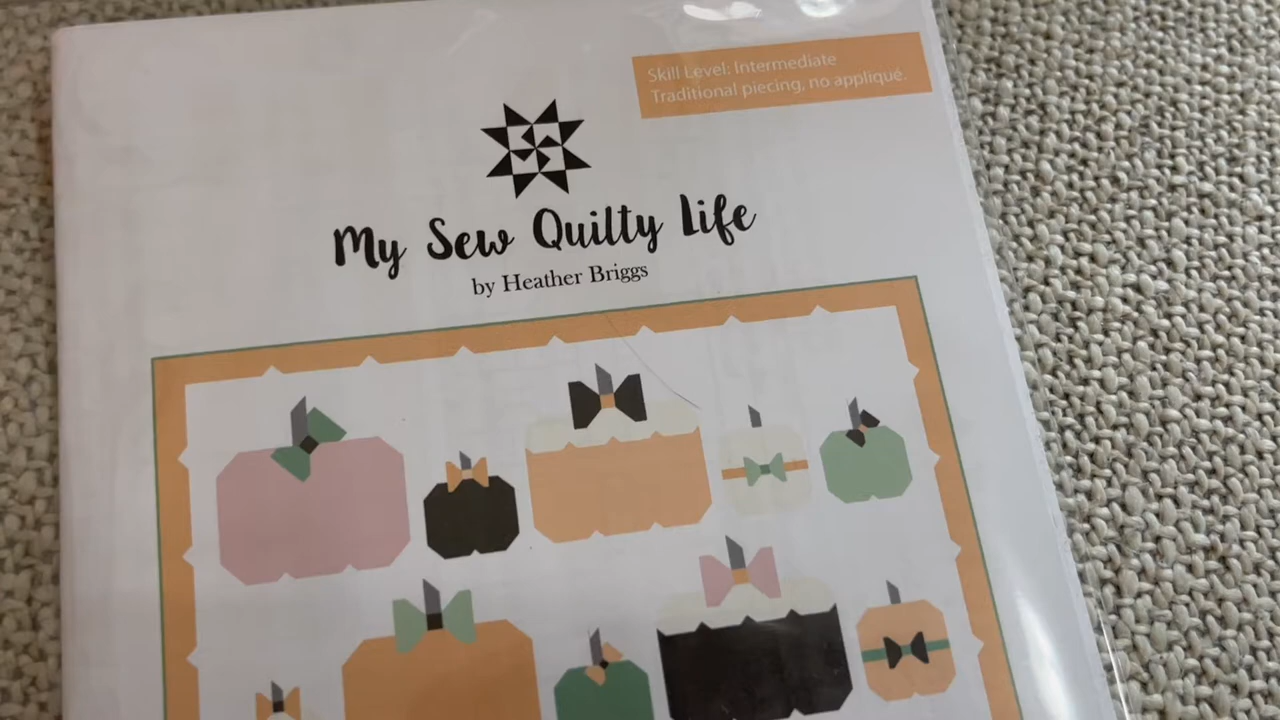 Skill Level: Intermediate
Traditional piecing, no appliqué.
My Sew Quilty Life
by Heather Briggs